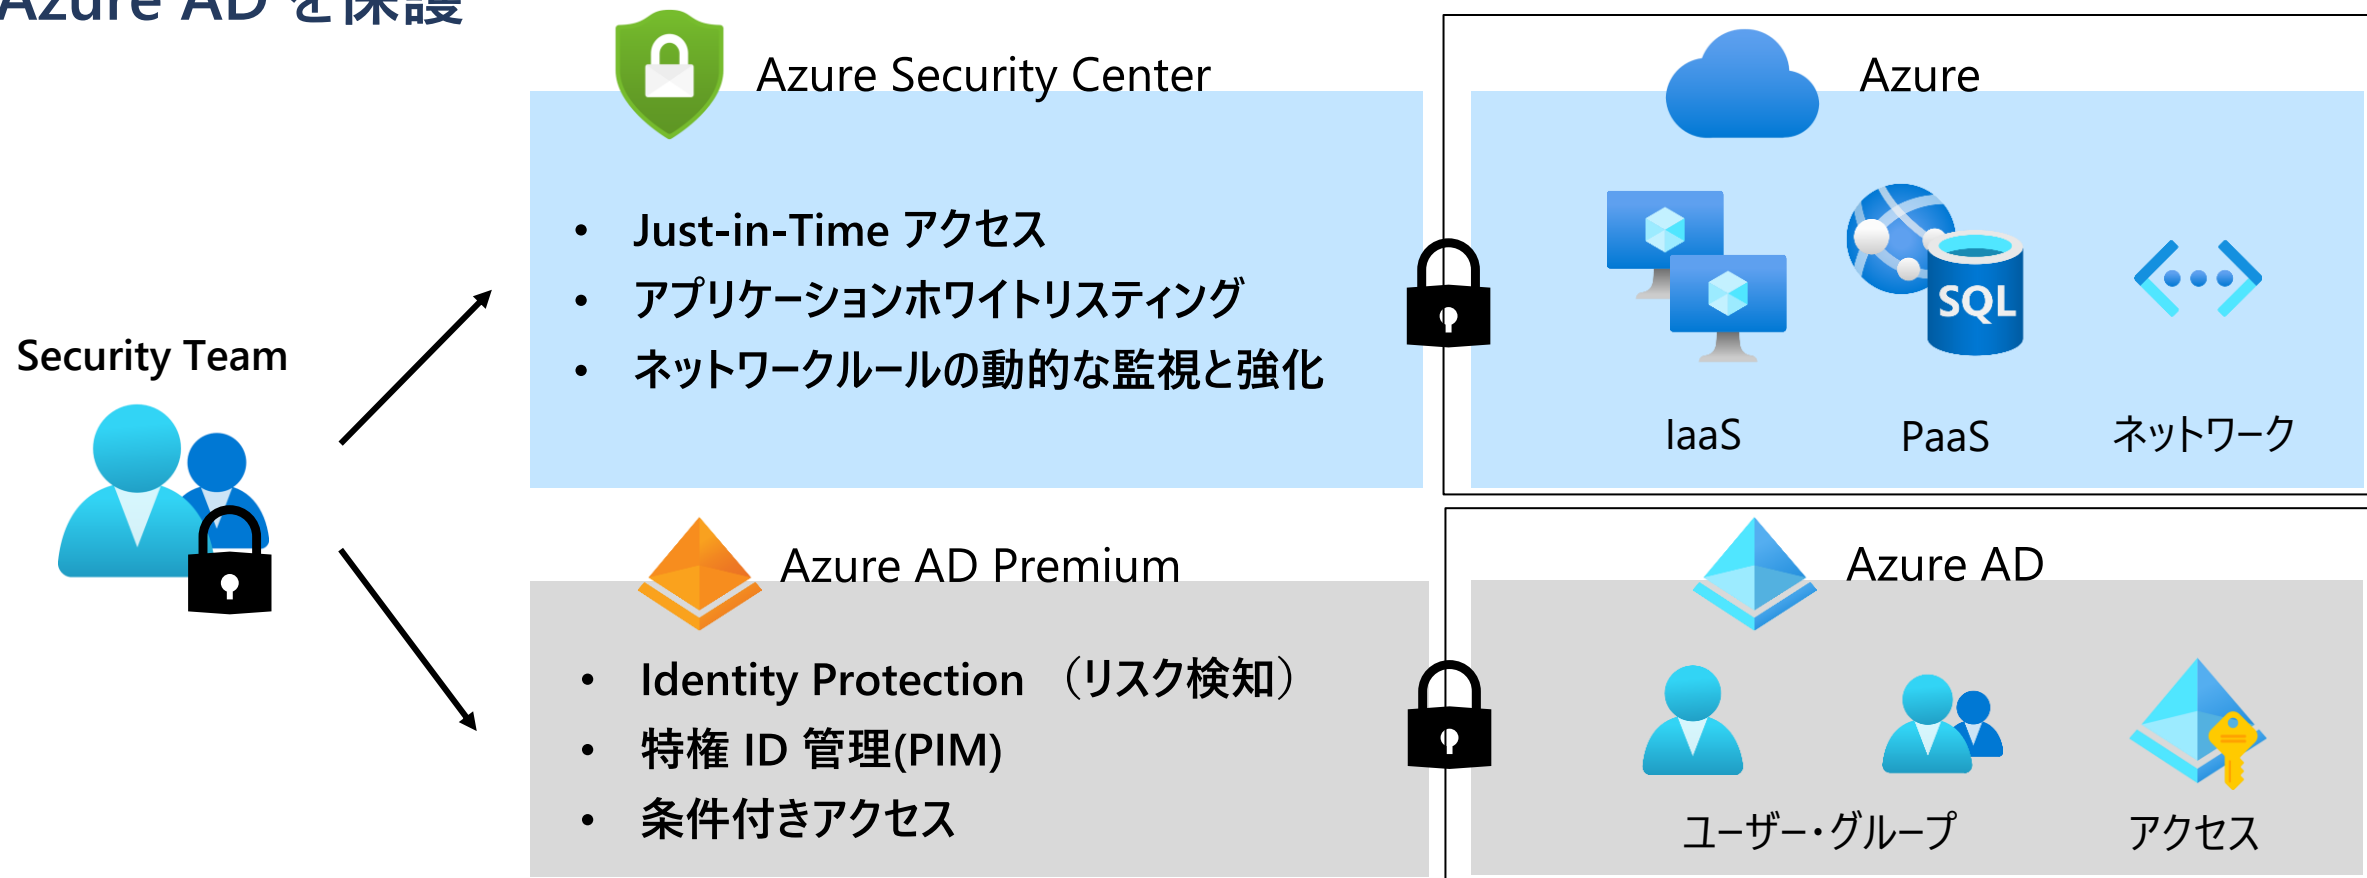 Azure AD を保護
Azure Security Center
Azure
• Just-in-Time アクセス
• アプリケーションホワイトリスティング
• ネットワークルールの動的な監視と強化
SQL
IaaS
PaaS
ネットワーク
Security Team
Azure AD Premium
Azure AD
• Identity Protection （リスク検知）
• 特権 ID 管理(PIM)
• 条件付きアクセス
ユーザー・グループ
アクセス